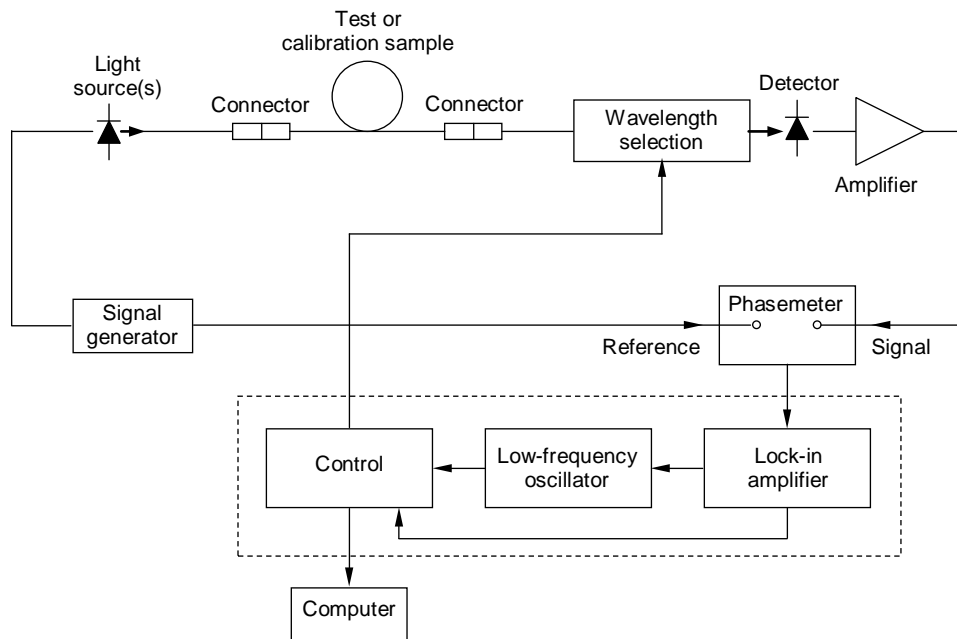 Test or
calibration sample
Light
source(s)
Connector
Connector
Detector
Wavelength
selection
Amplifier
Signal
generator
Phasemeter
Reference
Signal
Control
Low-frequency
oscillator
Lock-in
amplifier
Computer